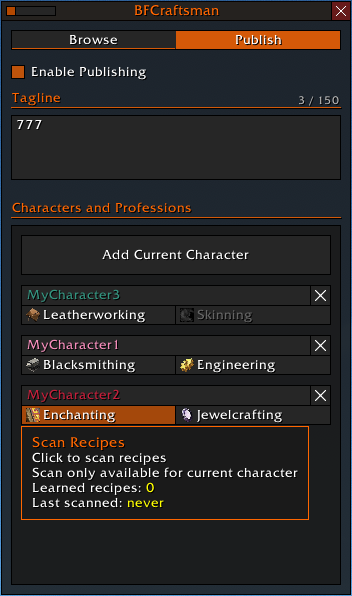 BFCraftsman
Browse
Publish
Enable Publishing
Tagline
3 / 150
777
Characters and Professions
Add Current Character
MyCharacter3
Leatherworking
Skinning
MyCharacter1
Blacksmithing
Engineering
MyCharacter2
Enchanting
Jewelcrafting
Scan Recipes
Click to scan recipes
Scan only available for current character
Learned recipes: 0
Last scanned: never